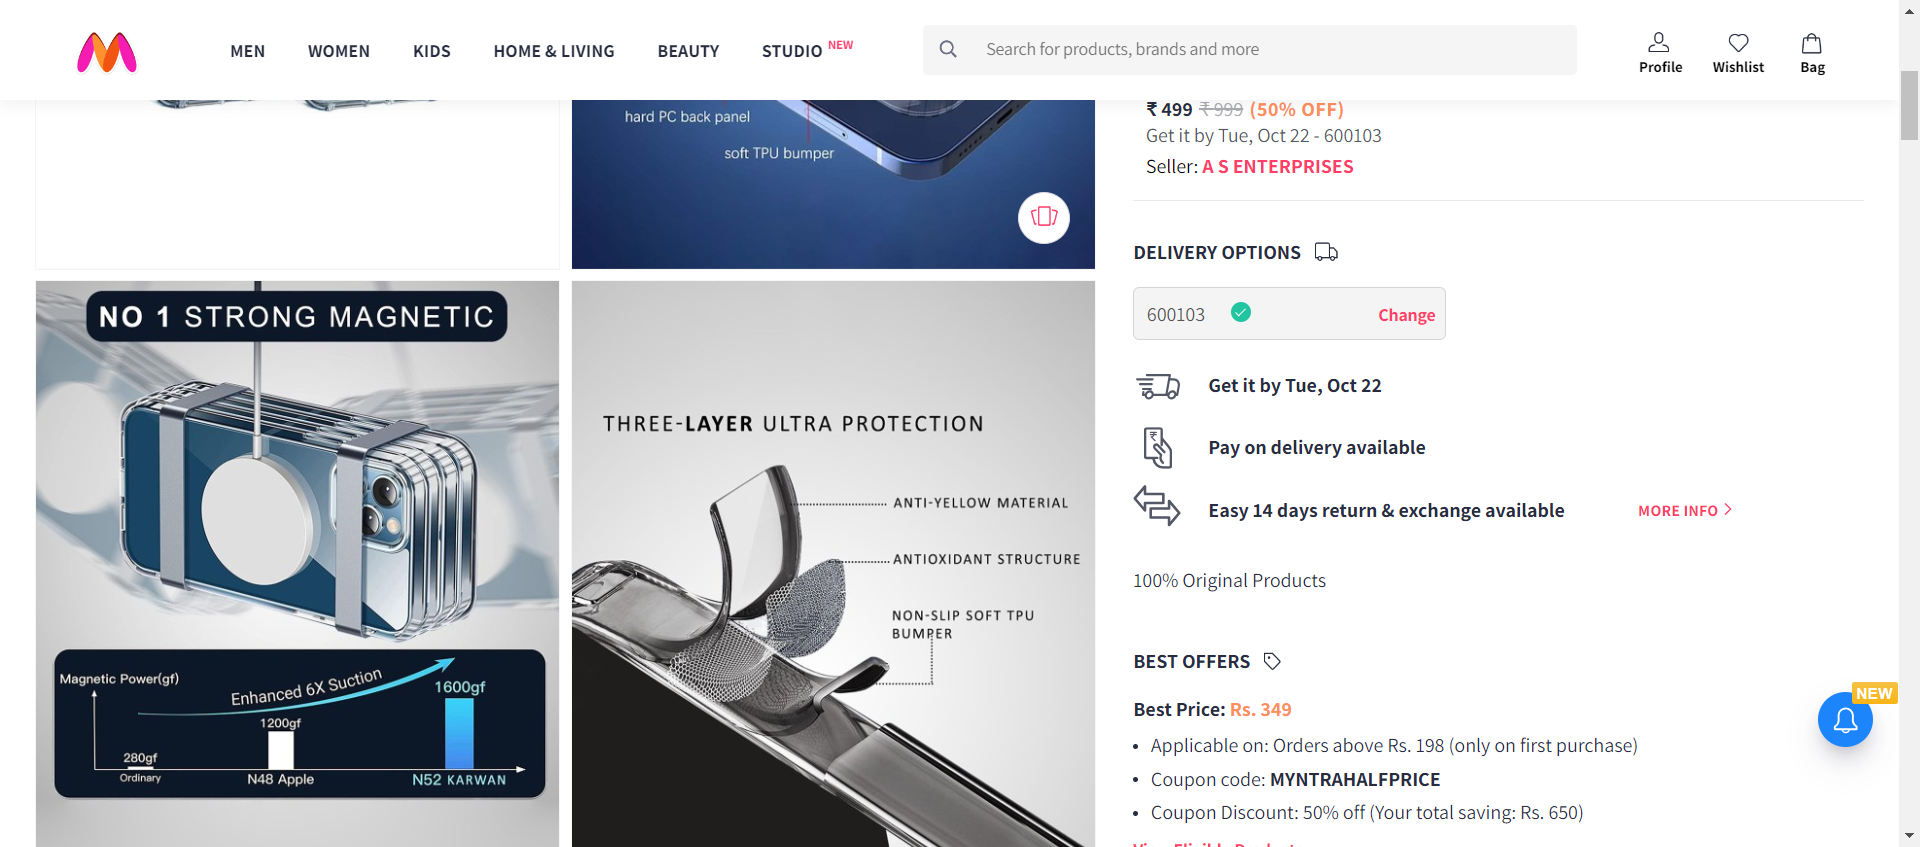 MEN WOMEN KIDS HOME & LIVING BEAUTY STUDIO NEW
Search for products, brands and more
Profile Wishlist Bag
hard PC back panel
soft TPU bumper
NO 1 STRONG MAGNETIC
Magnetic Power(gf)
Enhanced 6X Suction
1600gf
1200gf
280gf
Ordinary
N48 Apple
N52 KARWAN
THREE-LAYER ULTRA PROTECTION
ANTI-YELLOW MATERIAL
ANTIOXIDANT STRUCTURE
NON-SLIP SOFT TPU
BUMPER
₹ 499 ₹ 999 (50% OFF)
Get it by Tue, Oct 22 - 600103
Seller: A S ENTERPRISES
DELIVERY OPTIONS
600103 Change
Get it by Tue, Oct 22
Pay on delivery available
Easy 14 days return & exchange available MORE INFO
100% Original Products
BEST OFFERS
Best Price: Rs. 349
• Applicable on: Orders above Rs. 198 (only on first purchase)
• Coupon code: MYNTRAHALFPRICE
• Coupon Discount: 50% off (Your total saving: Rs. 650)
NEW